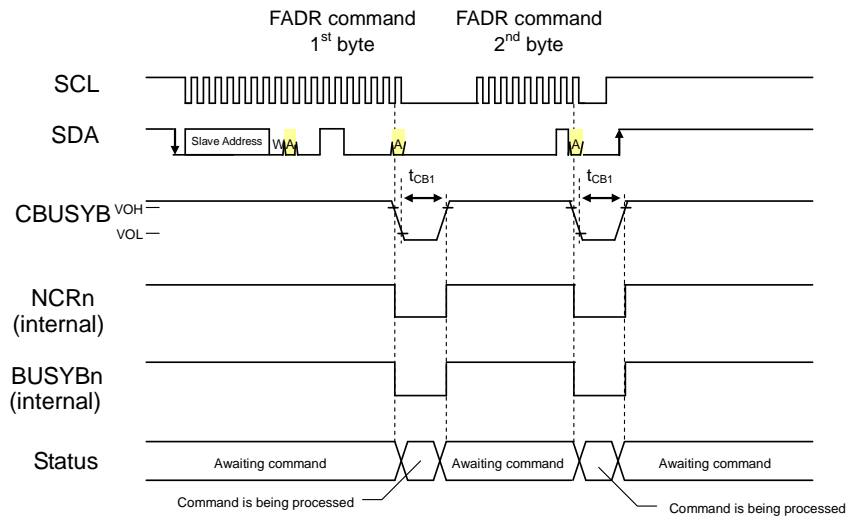 FADR command
1st byte
FADR command
2nd byte
SCL
SDA
Slave Address
W
A
A
A
tCB1
tCB1
CBUSYB
VOH
VOL
NCRn
(internal)
BUSYBn
(internal)
Status
Awaiting command
Awaiting command
Awaiting command
Command is being processed
Command is being processed